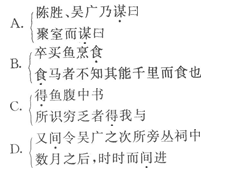 A. 陈胜、吴广乃谋曰
聚室而谋曰
B. 卒买鱼烹食
食马者不知其能千里而食也
C. 得鱼腹中书
所识穷乏者得我与
D. 又间令吴广之次所旁丛祠中
数月之后,时时而间进